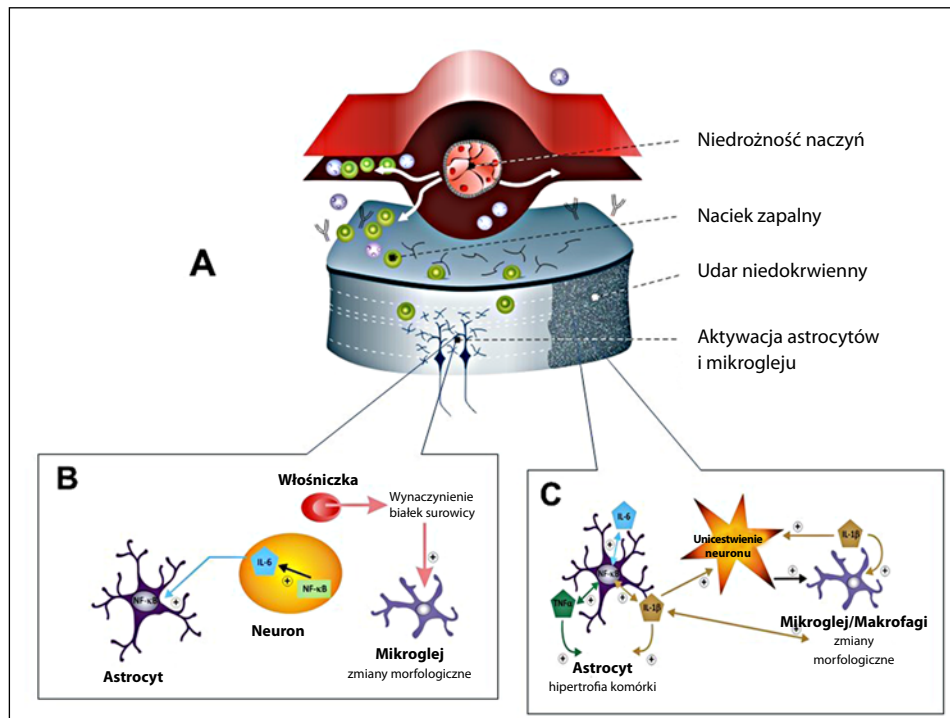 A
Niedrożność naczyń
Naciek zapalny
Udar niedokrwienny
Aktywacja astrocytów
i mikrogleju
B
Włośniczka
Wynaczynienie
białek surowicy
IL-6
+
NF-κB
+
NF-κB
+
Neuron
Astrocyt
Mikroglej
zmiany morfologiczne
C
IL-6
+
NF-κB
TNFα
+
+
IL-1β
+
+
Astrocyt
hipertrofia komórki
Unicestwienie
neuronu
+
+
IL-1β
+
+
+
Mikroglej/Makrofagi
zmiany
morfologiczne